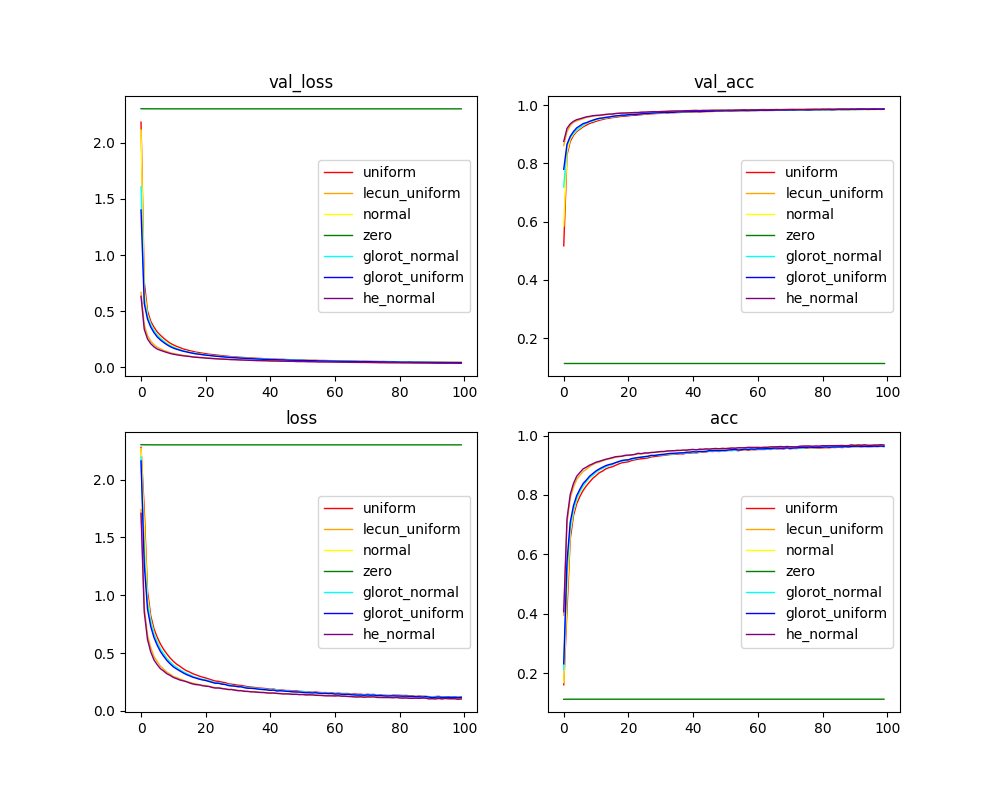 val_loss
2.0
1.5
1.0
0.5
0.0
0 20 40 60 80 100
uniform
lecun_uniform
normal
zero
glorot_normal
glorot_uniform
he_normal
val_acc
1.0
0.8
0.6
0.4
0.2
0 20 40 60 80 100
uniform
lecun_uniform
normal
zero
glorot_normal
glorot_uniform
he_normal
loss
2.0
1.5
1.0
0.5
0.0
0 20 40 60 80 100
uniform
lecun_uniform
normal
zero
glorot_normal
glorot_uniform
he_normal
acc
1.0
0.8
0.6
0.4
0.2
0 20 40 60 80 100
uniform
lecun_uniform
normal
zero
glorot_normal
glorot_uniform
he_normal